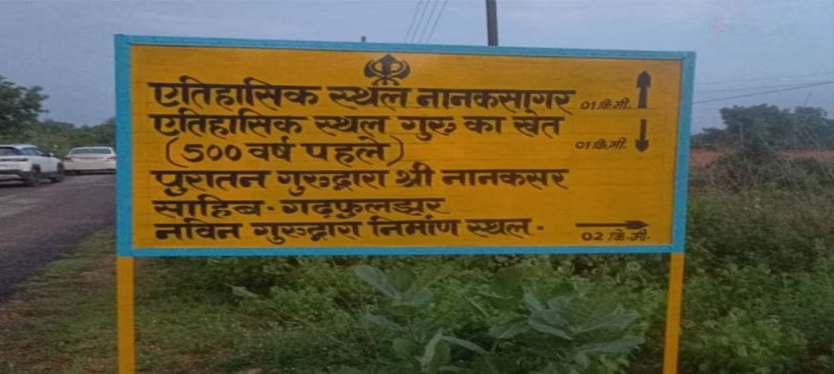 एतिहासिक स्थल नानकसागर 01 कि.मी.
एतिहासिक स्थल गुरु का खेत
(500 वर्ष पहले) 01 कि.मी.
पुरातन गुरुद्वारा श्री नानकसर
साहिब - गढ़फुलझर
नविन गुरुद्वारा निर्माण स्थल - 02 कि.मी.